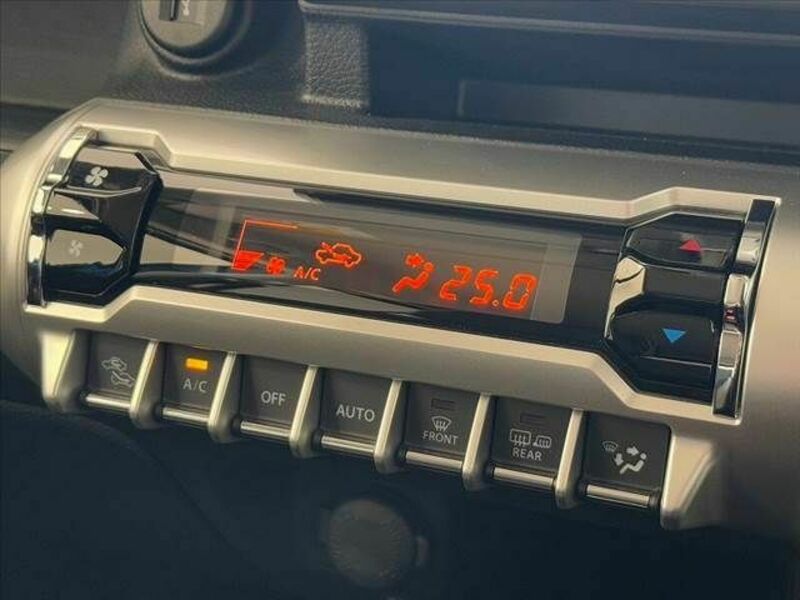 A/C 25.0
A/C
OFF
AUTO
FRONT
REAR